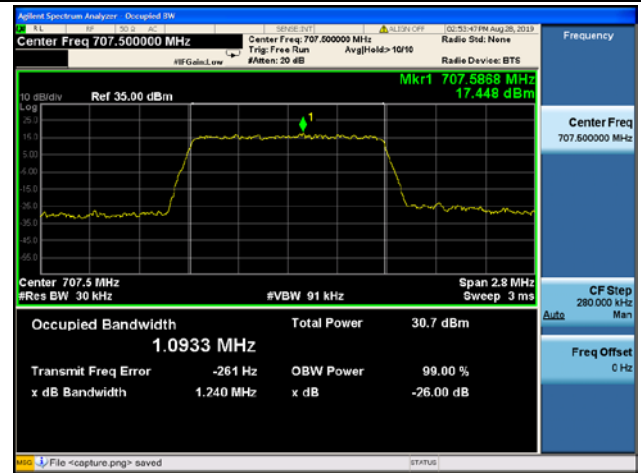 Agilent Spectrum Analyzer - Occupied BW
RL RF 50 Ω AC SENSE:INT ALIGN OFF 02:53:47 PM Aug 28, 2019
Center Freq 707.500000 MHz Center Freq: 707.500000 MHz Radio Std: None Frequency
Trig: Free Run Avg|Hold:> 10/10
#IFGain:Low #Atten: 20 dB Radio Device: BTS
Mkr1 707.5868 MHz
10 dB/div Ref 35.00 dBm 17.448 dBm
Log
25.0
15.0
5.00
-5.00
-15.0
-25.0
-35.0
-45.0
-55.0
1
Center Freq
707.500000 MHz
Center 707.5 MHz Span 2.8 MHz
#Res BW 30 kHz #VBW 91 kHz Sweep 3 ms
CF Step
280.000 kHz
Auto Man
Occupied Bandwidth Total Power 30.7 dBm
1.0933 MHz
Freq Offset
0 Hz
Transmit Freq Error -261 Hz OBW Power 99.00 %
x dB Bandwidth 1.240 MHz x dB -26.00 dB
MSG File <capture.png> saved STATUS